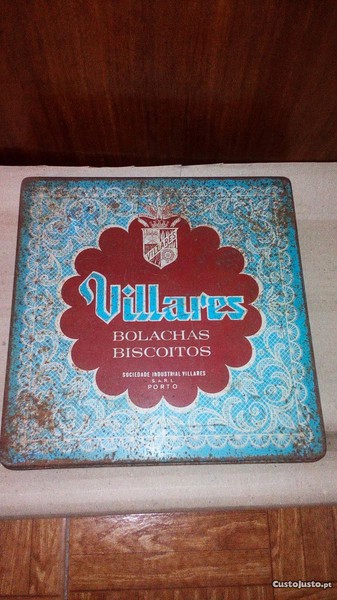 Villares
BOLACHAS
BISCOITOS
SOCIEDADE INDUSTRIAL VILLARES
S.A.R.L
PORTO
CustoJusto.pt